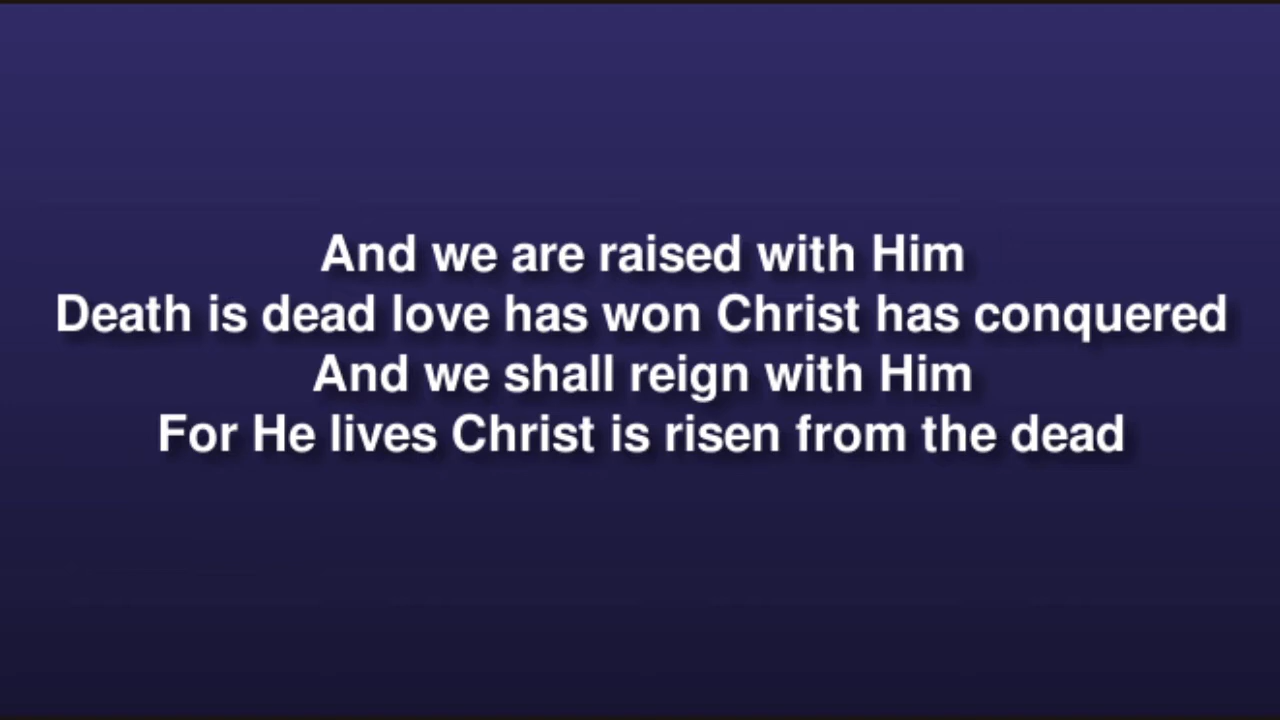 And we are raised with Him
Death is dead love has won Christ has conquered
And we shall reign with Him
For He lives Christ is risen from the dead